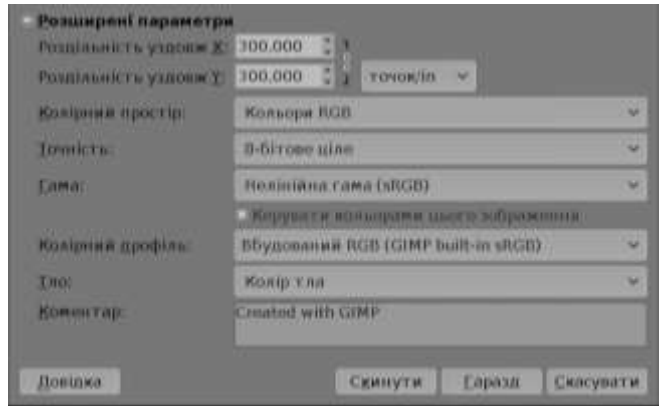 Розширені параметри
Роздільність уздовж X: 300,000
Роздільність уздовж Y: 300,000 точок/in
Колірний простір: Кольори RGB
Точність: 8-бітове ціле
Гама: Нелінійна гама (sRGB)
Керувати кольорами цього зображення
Колірний профіль: Вбудований RGB (GIMP built-in sRGB)
Тло: Колір тла
Коментар: Created with GIMP
Довідка Скинути Гаразд Скасувати